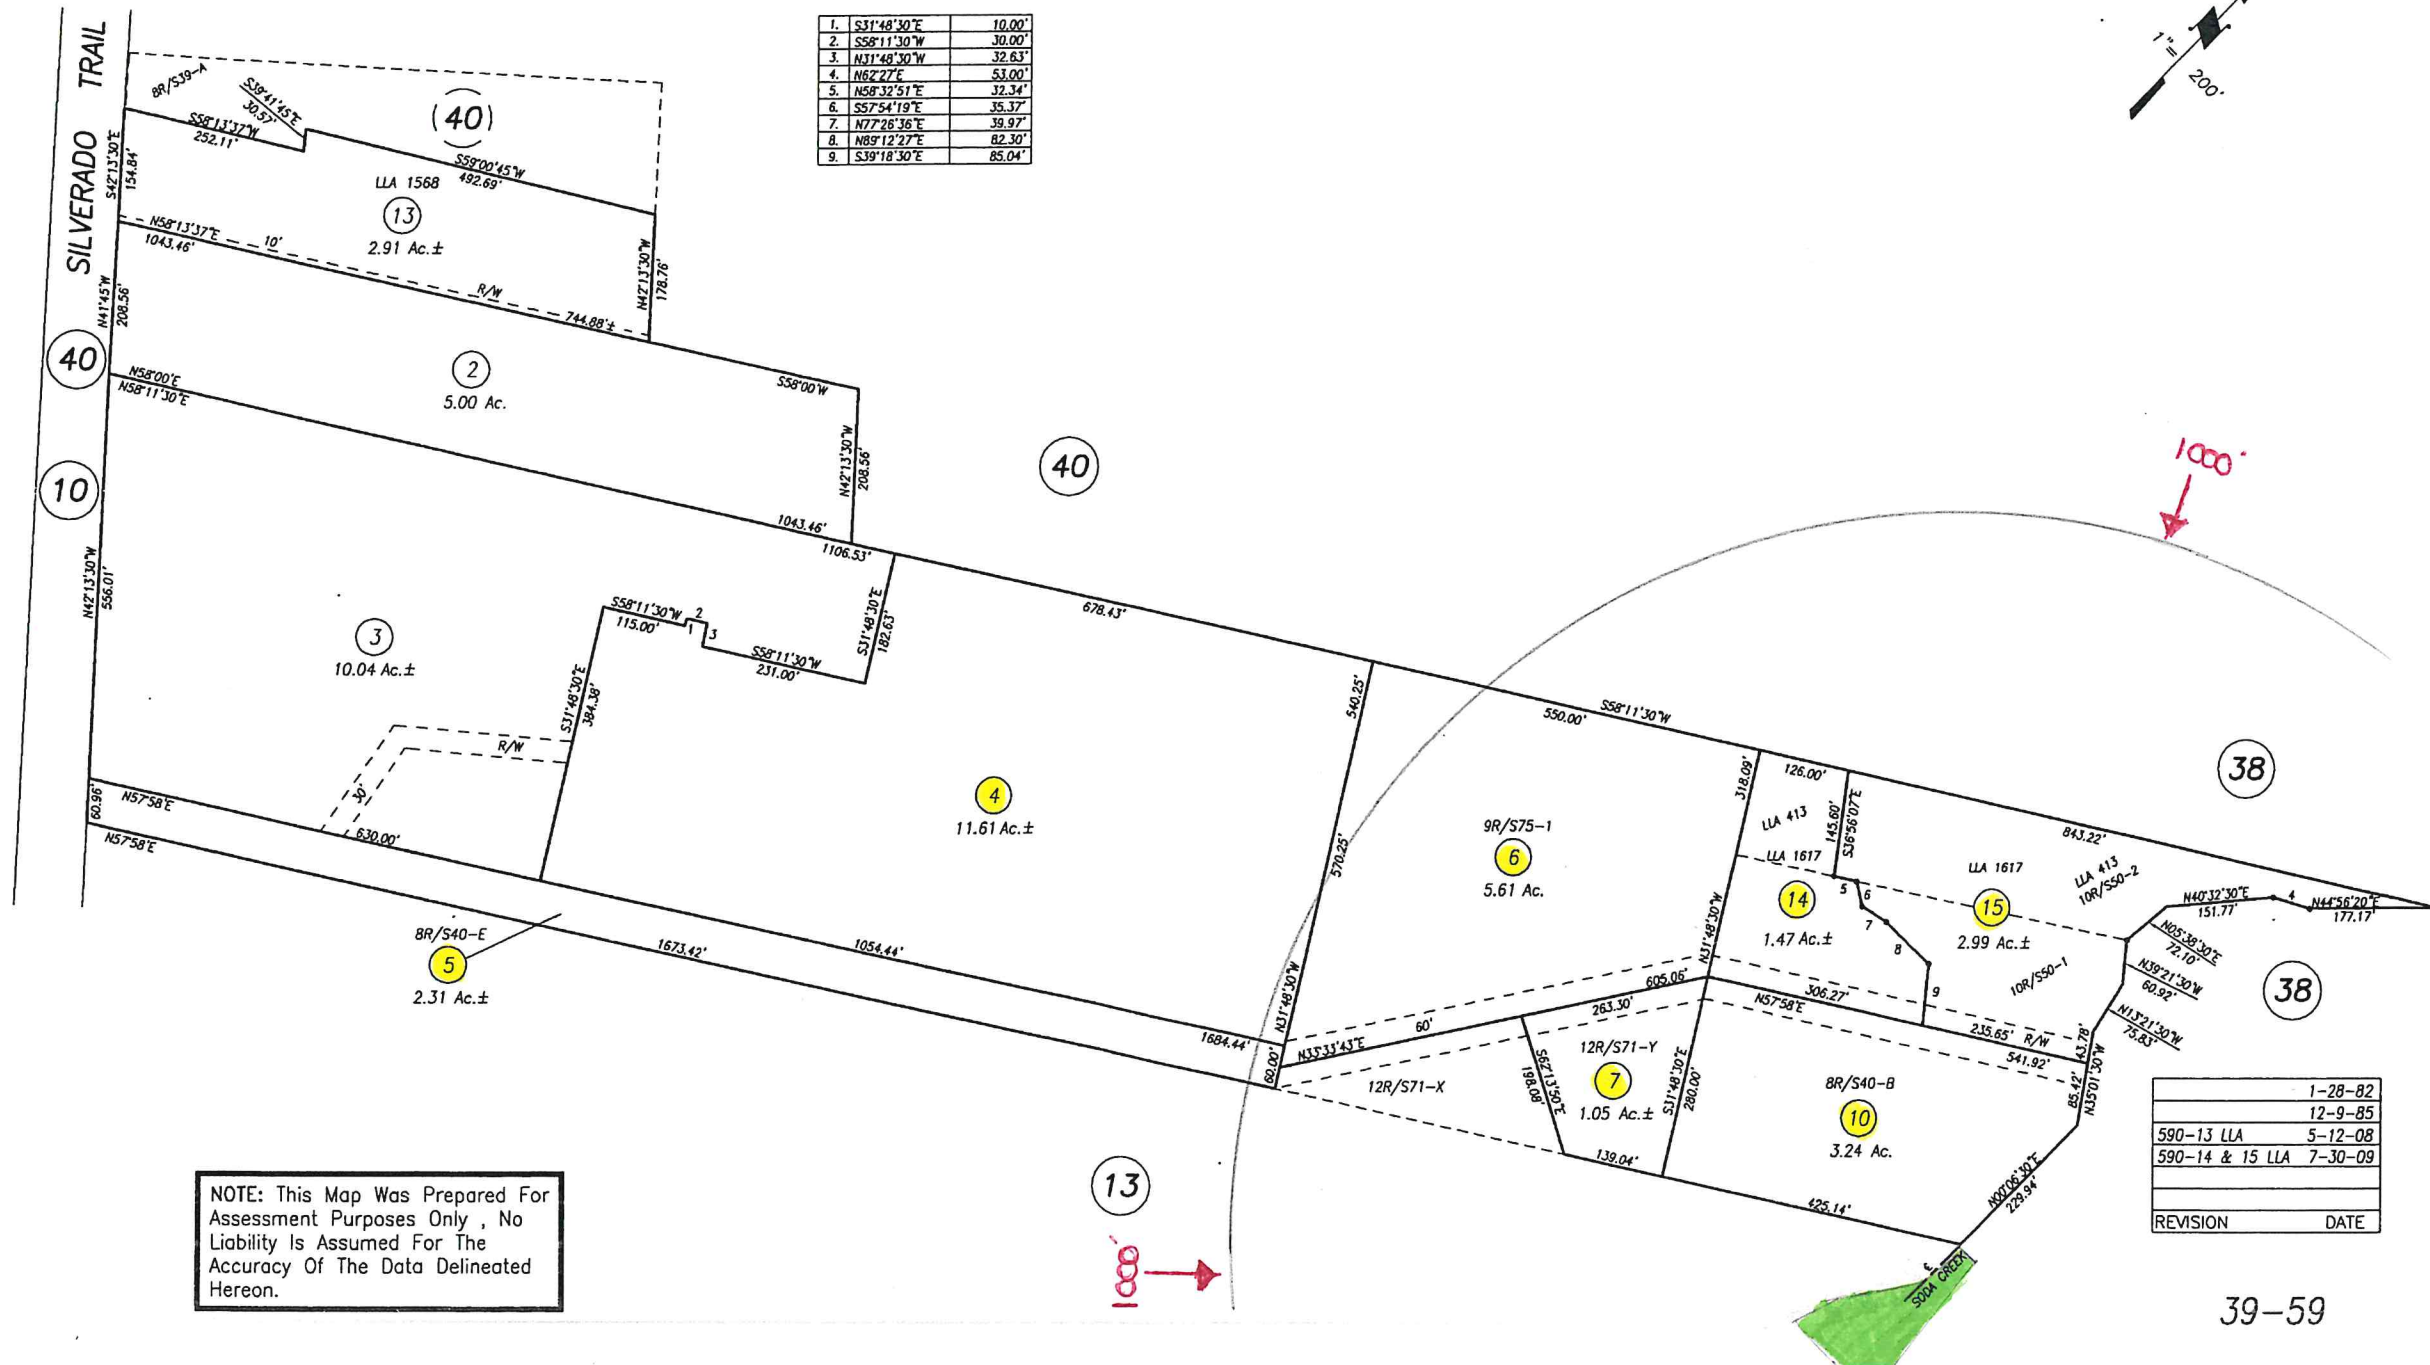 SILVERADO TRAIL
1. S31°48'30"E 10.00'
2. S58°11'30"W 30.00'
3. N31°48'30"W 32.63'
4. N62°27'E 53.00'
5. N58°32'51"E 32.34'
6. S57°54'19"E 35.37'
7. N77°26'36"E 39.97'
8. N89°12'27"E 82.30'
9. S39°18'30"E 85.04'
1"=200'
8R/S39-A
S39°41'45"E
30.57'
(40)
S58°13'37"W
252.11'
S59°00'45"W
492.69'
S42°13'30"E
154.84'
LLA 1568
13
2.91 Ac.±
N42°13'30"W
178.76'
N58°13'37"E
1043.46'
10'
R/W
744.88'±
N41°45'W
208.56'
40
N58°00'E
N58°11'30"E
2
5.00 Ac.
S58°00'W
N42°13'30"W
208.56'
1043.46'
1106.53'
40
10
N42°13'30"W
556.01'
3
10.04 Ac.±
S58°11'30"W
115.00'
1
2
3
S58°11'30"W
231.00'
S31°48'30"E
182.63'
S31°48'30"E
384.38'
678.43'
R/W
30'
N57°58'E
60.96'
N57°58'E
630.00'
4
11.61 Ac.±
540.25'
570.25'
N31°48'30"W
8R/S40-E
5
2.31 Ac.±
1673.42'
1054.44'
1684.44'
60.00'
1000'
550.00'
S58°11'30"W
9R/S75-1
6
5.61 Ac.
318.09'
N31°48'30"W
126.00'
LLA 413
LLA 1617
145.60'
S36°56'07"E
14
1.47 Ac.±
5
6
7
8
9
843.22'
38
LLA 1617
LLA 413
10R/S50-2
15
2.99 Ac.±
10R/S50-1
N40°32'30"E
151.77'
4
N44°56'20"E
177.17'
N05°38'30"E
72.10'
N39°21'30"W
60.92'
N13°21'30"W
75.83'
38
605.06'
263.30'
60'
N33°33'43"E
306.27'
N57°58'E
235.65'
R/W
541.92'
43.78'
85.42'
N35°01'30"W
12R/S71-X
S62°13'50"E
198.08'
12R/S71-Y
7
1.05 Ac.±
S31°48'30"E
280.00'
139.04'
8R/S40-B
10
3.24 Ac.
425.14'
N00°06'30"E
229.94'
SODA CREEK
13
1000'
NOTE: This Map Was Prepared For
Assessment Purposes Only , No
Liability Is Assumed For The
Accuracy Of The Data Delineated
Hereon.
1-28-82
12-9-85
590-13 LLA 5-12-08
590-14 & 15 LLA 7-30-09
REVISION DATE
39-59